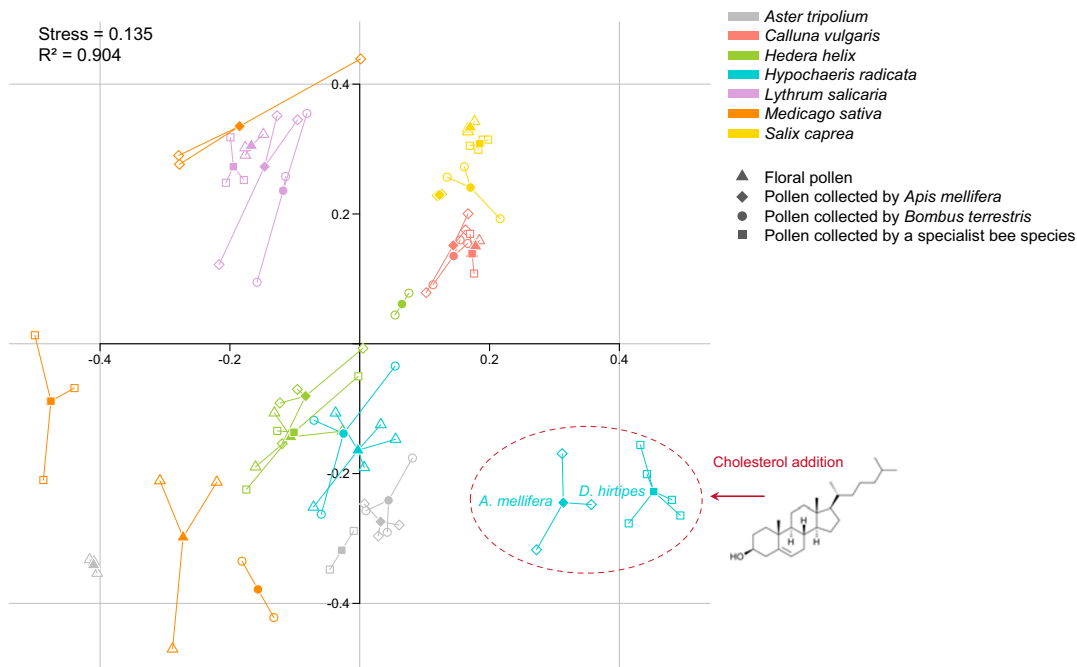 Stress = 0.135
R² = 0.904
Aster tripolium
Calluna vulgaris
Hedera helix
Hypochaeris radicata
Lythrum salicaria
Medicago sativa
Salix caprea
Floral pollen
Pollen collected by Apis mellifera
Pollen collected by Bombus terrestris
Pollen collected by a specialist bee species
0.4
0.2
-0.4
-0.2
0.2
0.4
-0.2
-0.4
A. mellifera
D. hirtipes
Cholesterol addition
H
H
H
HO